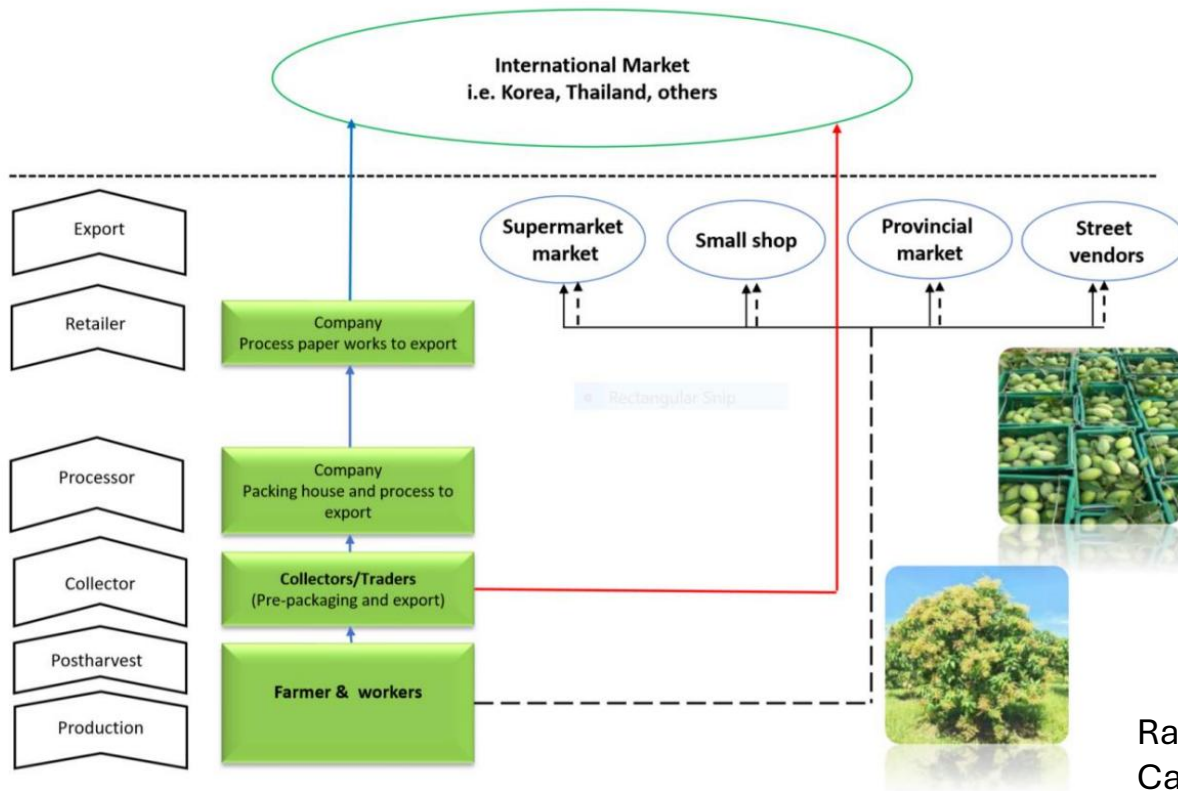 International Market
i.e. Korea, Thailand, others
Export
Supermarket
market
Small shop
Provincial
market
Street
vendors
Retailer
Company
Process paper works to export
Rectangular Snip
Processor
Company
Packing house and process to
export
Collector
Collectors/Traders
(Pre-packaging and export)
Postharvest
Farmer & workers
Production
Ra
Ca